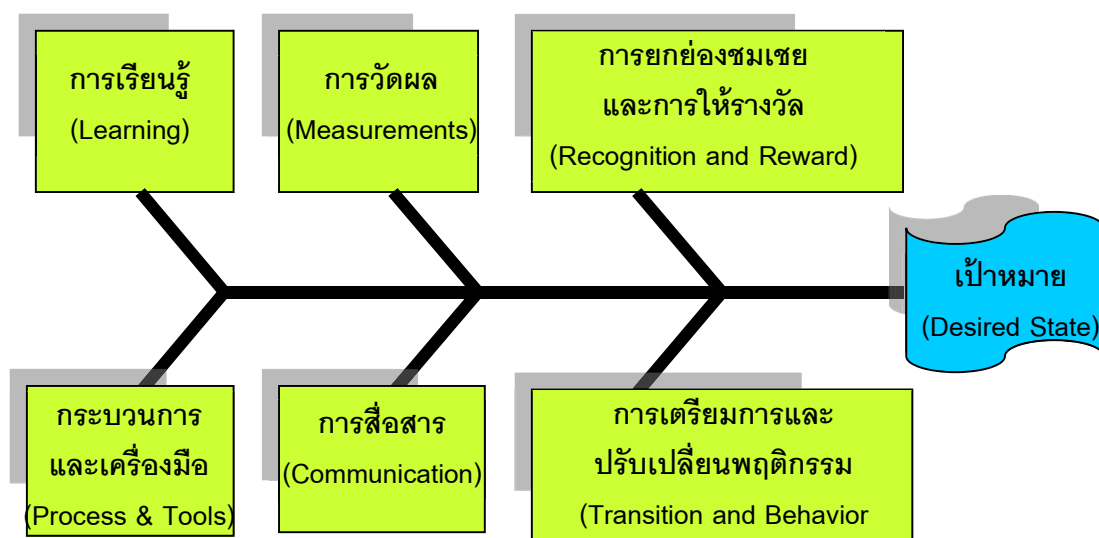 การเรียนรู้
(Learning)
การวัดผล
(Measurements)
การยกย่องชมเชย
และการให้รางวัล
(Recognition and Reward)
เป้าหมาย
(Desired State)
กระบวนการ
และเครื่องมือ
(Process & Tools)
การสื่อสาร
(Communication)
การเตรียมการและ
ปรับเปลี่ยนพฤติกรรม
(Transition and Behavior